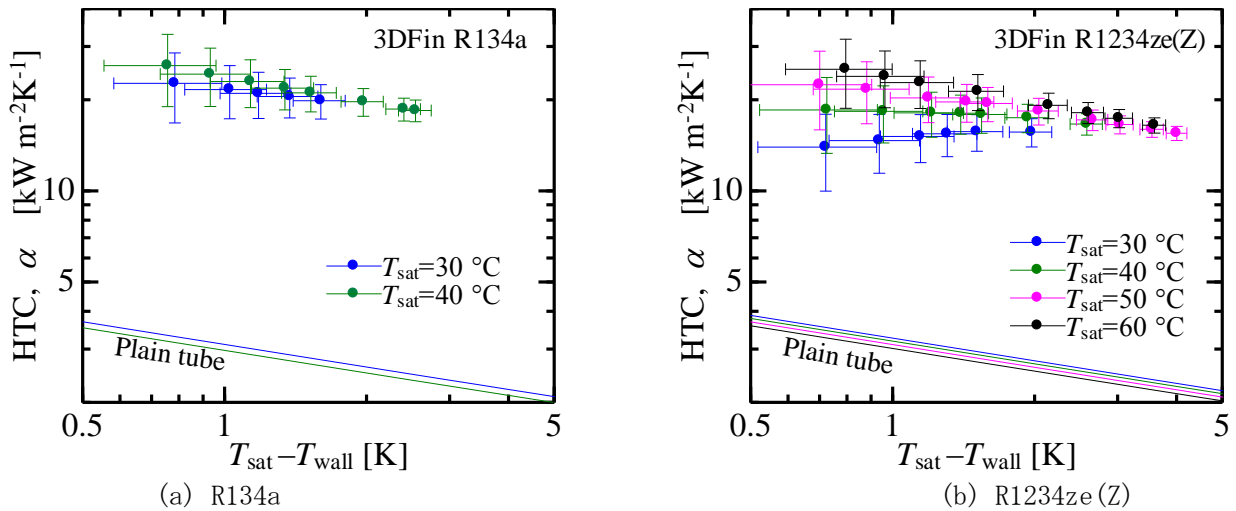 3DFin R134a
HTC, α [kW m-2K-1]
10
5
Tsat=30 °C
Tsat=40 °C
Plain tube
0.5 1 5
Tsat−Twall [K]
(a) R134a
3DFin R1234ze(Z)
HTC, α [kW m-2K-1]
10
5
Tsat=30 °C
Tsat=40 °C
Tsat=50 °C
Tsat=60 °C
Plain tube
0.5 1 5
Tsat−Twall [K]
(b) R1234ze(Z)